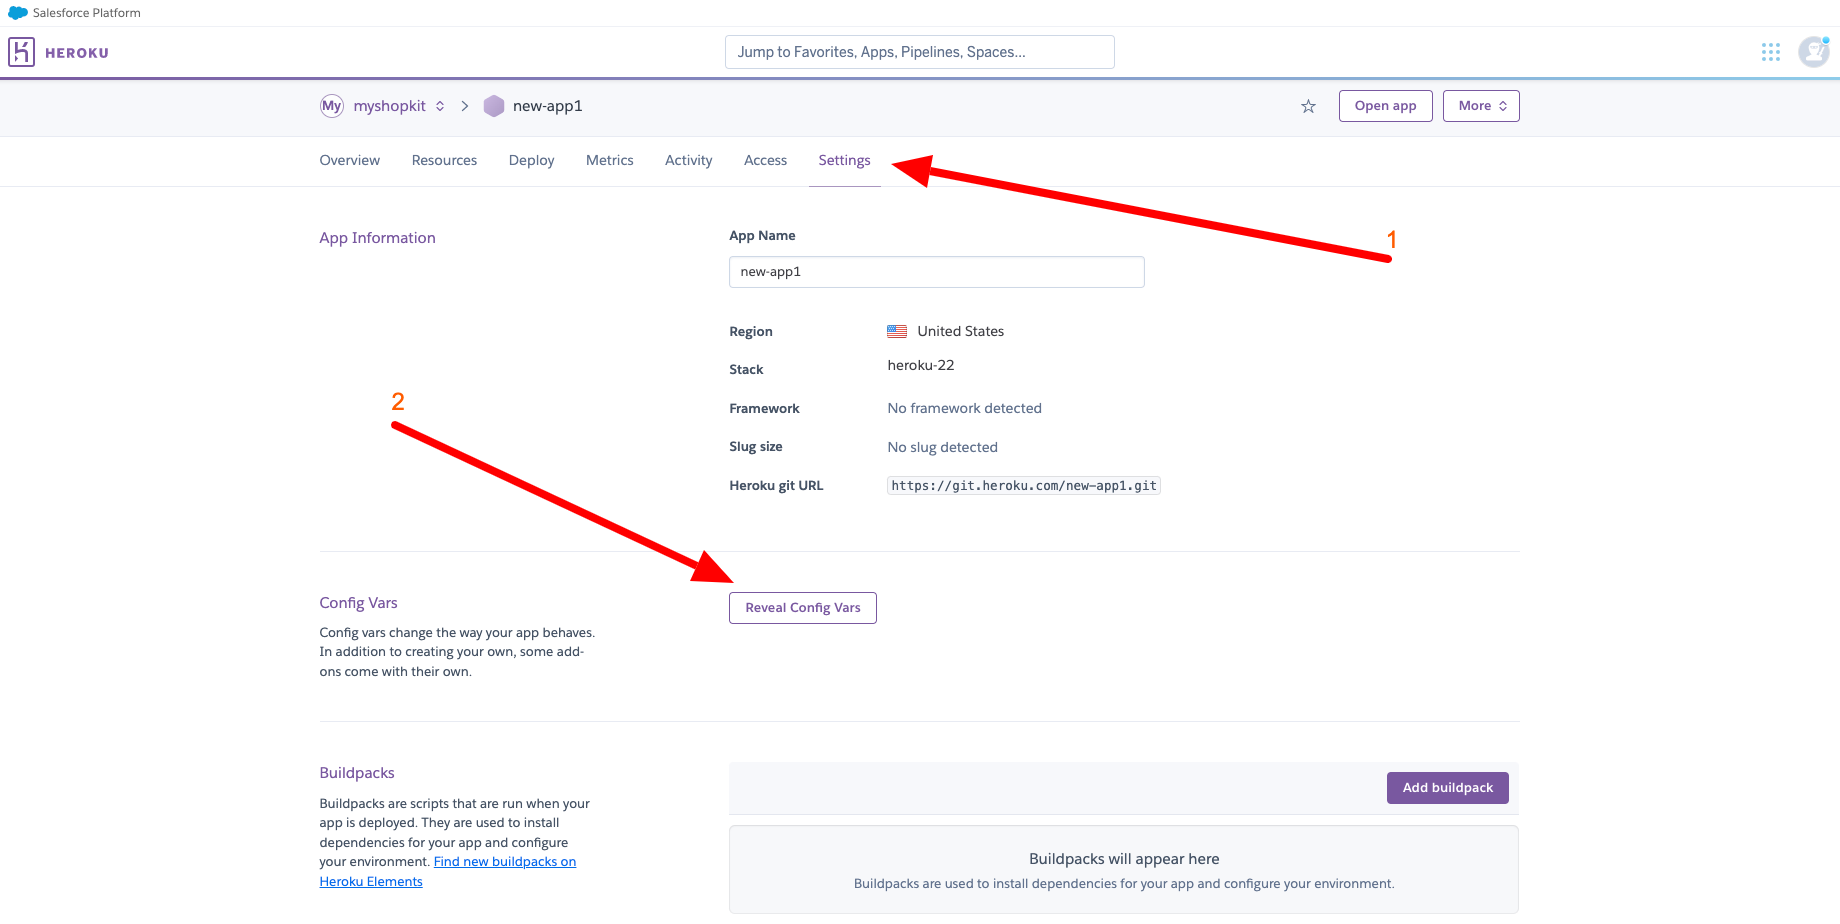 Salesforce Platform
HEROKU
Jump to Favorites, Apps, Pipelines, Spaces...
My myshopkit new-app1
Open app
More
Overview Resources Deploy Metrics Activity Access Settings
1
App Information
App Name
new-app1
Region United States
Stack heroku-22
Framework No framework detected
Slug size No slug detected
Heroku git URL https://git.heroku.com/new-app1.git
2
Config Vars
Config vars change the way your app behaves.
In addition to creating your own, some add-
ons come with their own.
Reveal Config Vars
Buildpacks
Buildpacks are scripts that are run when your
app is deployed. They are used to install
dependencies for your app and configure
your environment. Find new buildpacks on
Heroku Elements
Add buildpack
Buildpacks will appear here
Buildpacks are used to install dependencies for your app and configure your environment.